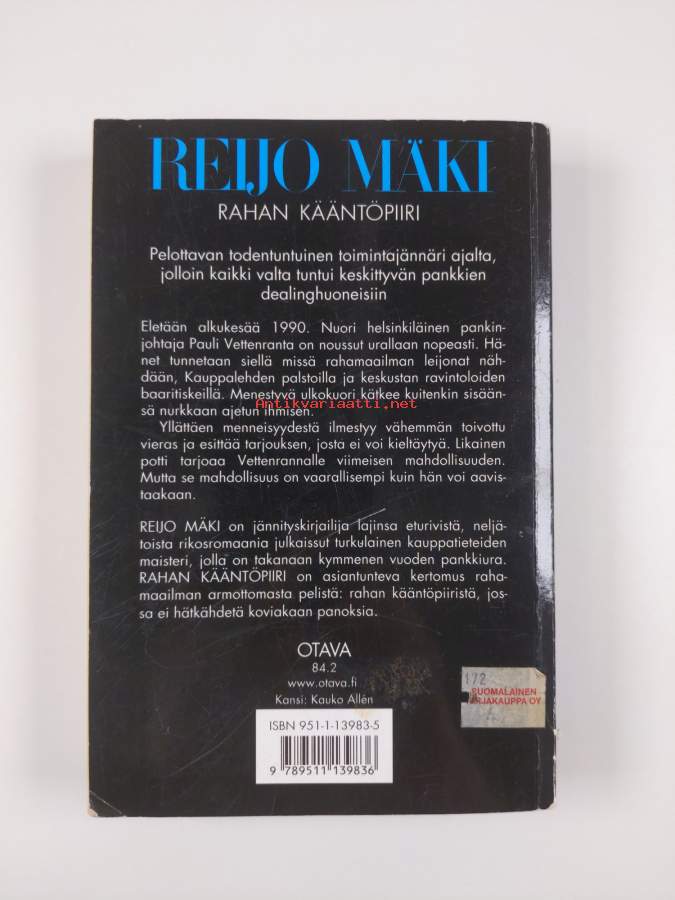 REIJO MÄKI
RAHAN KÄÄNTÖPIIRI
Pelottavan todentuntuinen toimintajännäri ajalta,
jolloin kaikki valta tuntui keskittyvän pankkien
dealinghuoneisiin
Eletään alkukesää 1990. Nuori helsinkiläinen pankin-
johtaja Pauli Vettenranta on noussut urallaan nopeasti. Hä-
net tunnetaan siellä missä rahamaailman leijonat näh-
dään, Kauppalehden palstoilla ja keskustan ravintoloiden
baaritiskeillä. Menestyvä ulkokuori kätkee kuitenkin sisään-
sä nurkkaan ajetun ihmisen.
Antikvariaatti.net
Yllättäen menneisyydestä ilmestyy vähemmän toivottu
vieras ja esittää tarjouksen, josta ei voi kieltäytyä. Likainen
potti tarjoaa Vettenrannalle viimeisen mahdollisuuden.
Mutta se mahdollisuus on vaarallisempi kuin hän voi aavis-
taakaan.
REIJO MÄKI on jännityskirjailija lajinsa eturivistä, neljä-
toista rikosromaania julkaissut turkulainen kauppatieteiden
maisteri, jolla on takanaan kymmenen vuoden pankkiura.
RAHAN KÄÄNTÖPIIRI on asiantunteva kertomus raha-
maailman armottomasta pelistä: rahan kääntöpiiristä, jos-
sa ei hätkähdetä koviakaan panoksia.
OTAVA
84.2
www.otava.fi
Kansi: Kauko Allén
172
SUOMALAINEN
KIRJAKAUPPA OY
ISBN 951-1-13983-5
9 789511 139836